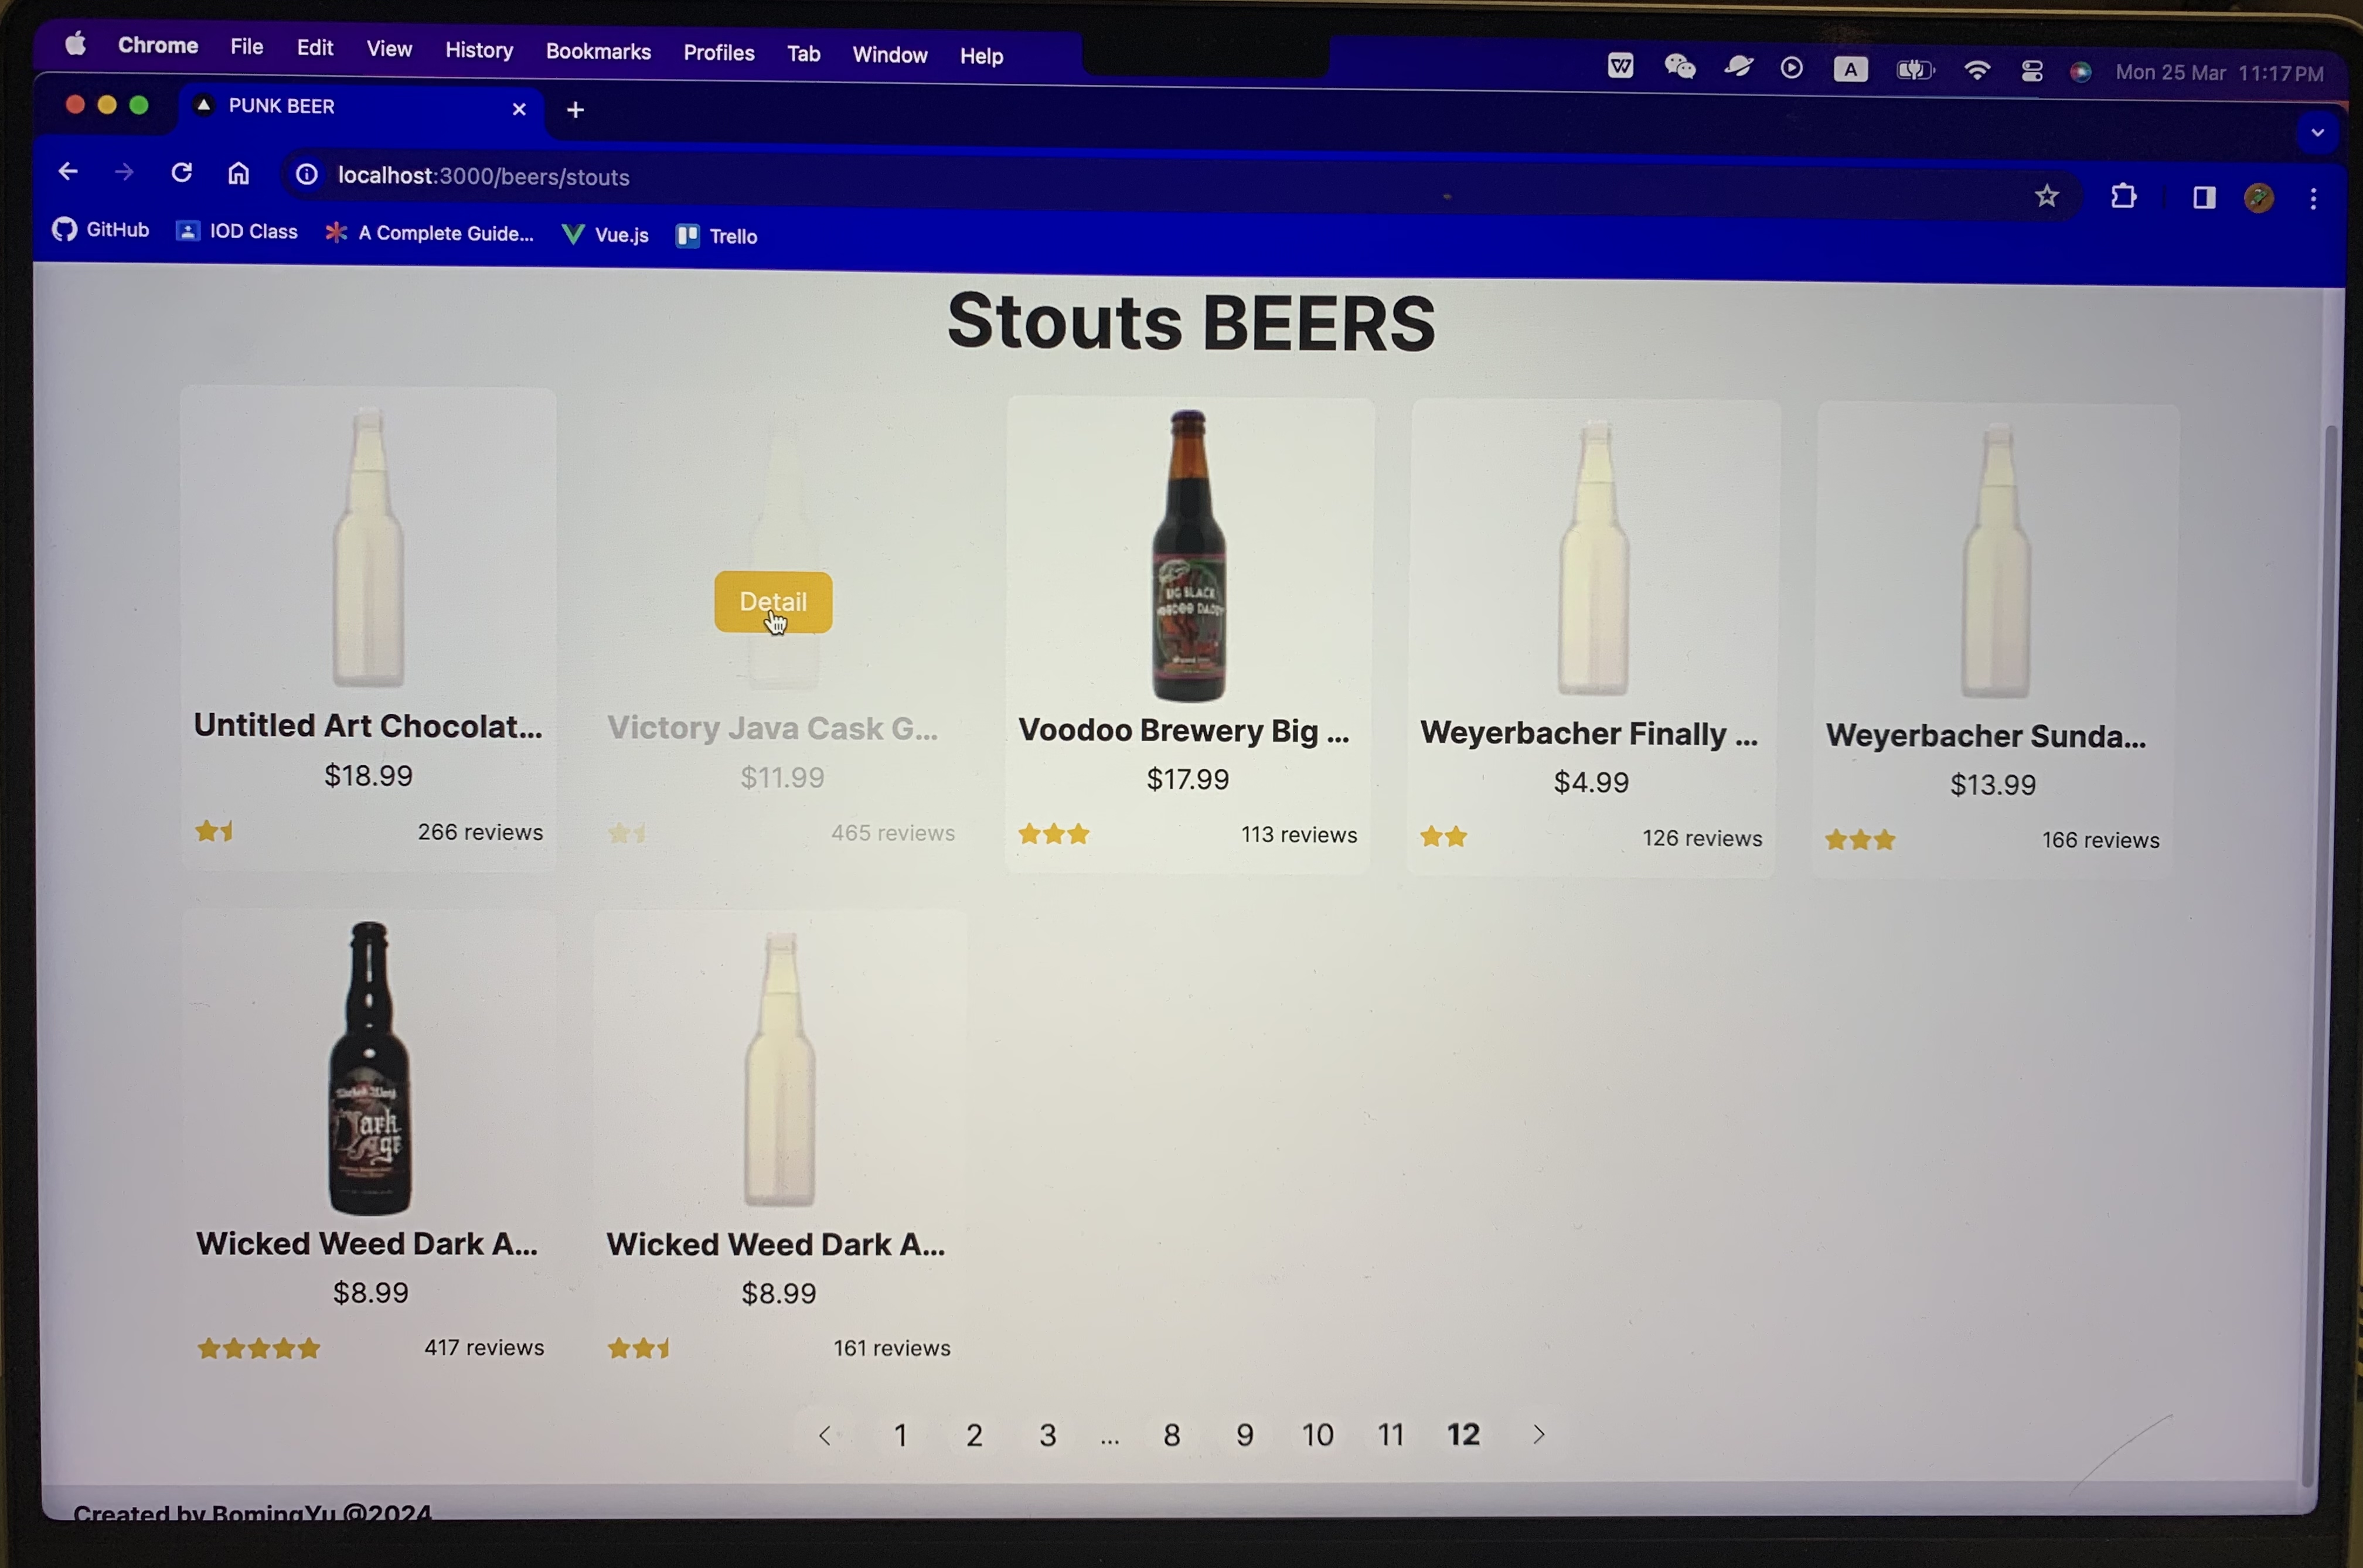 Chrome File Edit View History Bookmarks Profiles Tab Window Help A Mon 25 Mar 11:17 PM
PUNK BEER
localhost:3000/beers/stouts
GitHub IOD Class A Complete Guide... Vue.js Trello
Stouts BEERS
BIG BLACK
VOODOO DADDY
Detail
Untitled Art Chocolat... Victory Java Cask G... Voodoo Brewery Big ... Weyerbacher Finally ... Weyerbacher Sunda...
$18.99 $11.99 $17.99 $4.99 $13.99
266 reviews 465 reviews 113 reviews 126 reviews 166 reviews
Wicked Weed
Dark
Age
Wicked Weed Dark A... Wicked Weed Dark A...
$8.99 $8.99
417 reviews 161 reviews
1 2 3 ... 8 9 10 11 12
Created by BomingYu @2024